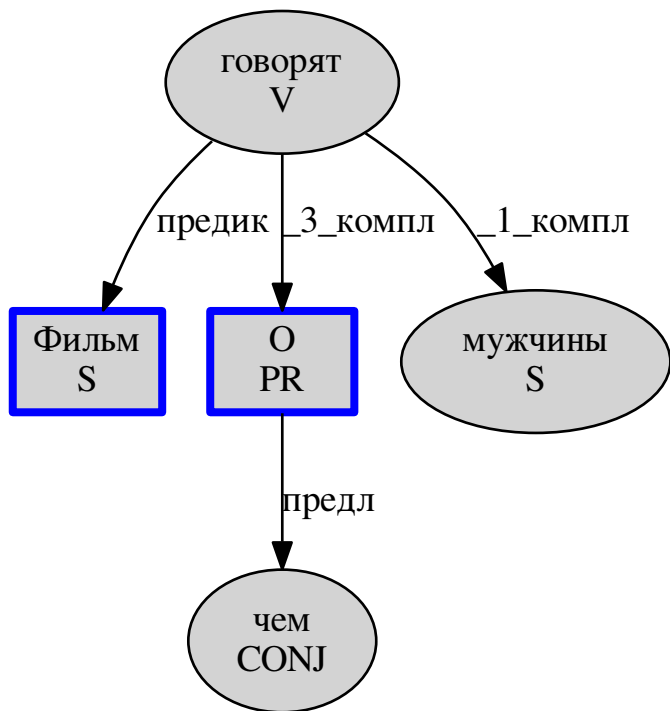 говорят
V
предик
_3_компл
_1_компл
Фильм
S
О
PR
мужчины
S
предл
чем
CONJ